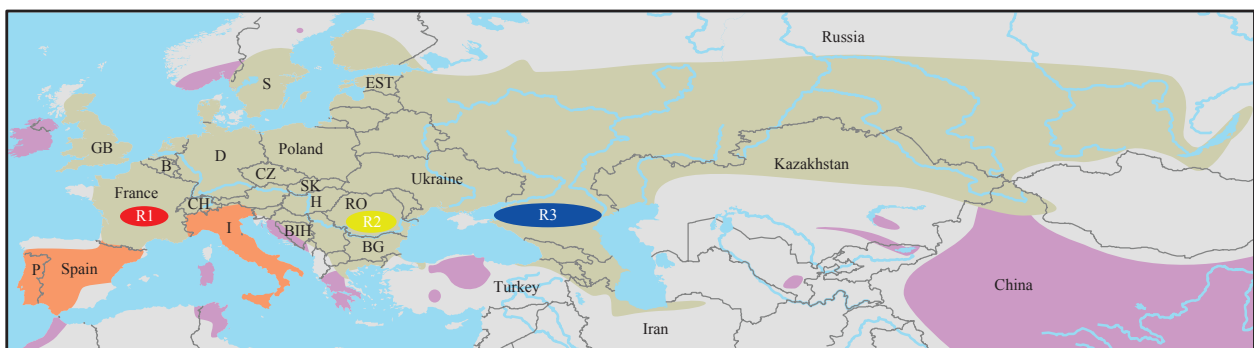 Russia
S
EST
GB
B
D
Poland
Kazakhstan
CZ
Ukraine
France
SK
CH
H
RO
R1
R2
R3
I
BIH
BG
P
Spain
Turkey
China
Iran